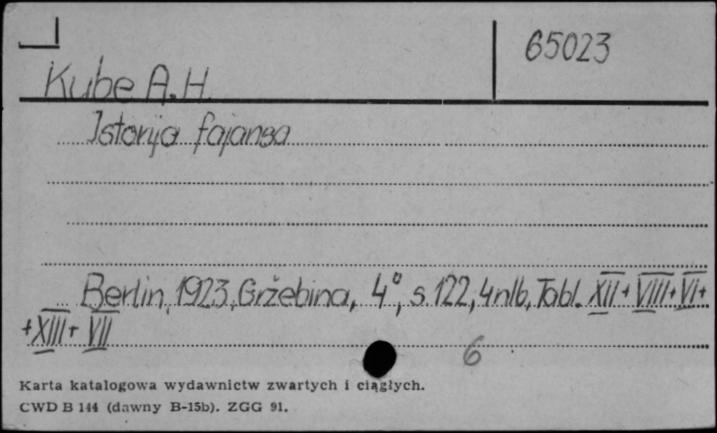 65023
Kube A.H.
Istorija fajansa
Berlin, 1923, Gržebina, 4°, s. 122, 4nlb, Tabl. XII + VIII + VI +
+ XIII + VII
6
Karta katalogowa wydawnictw zwartych i ciągłych.
CWD B 144 (dawny B-15b). ZGG 91.